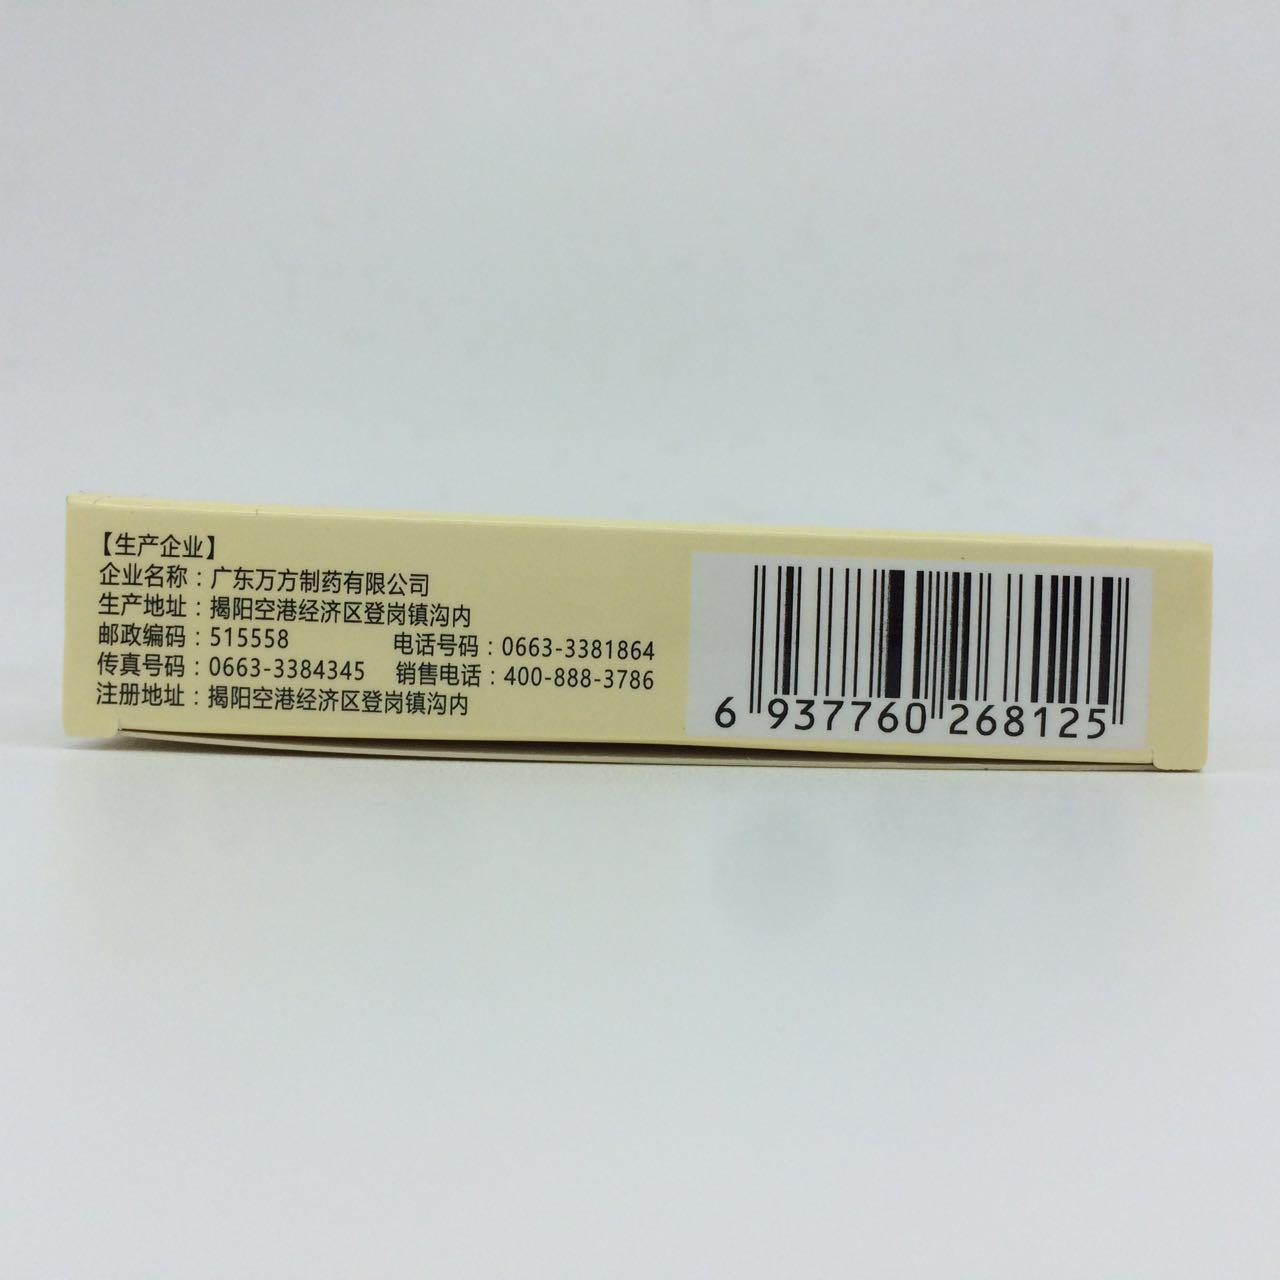 【生产企业】
企业名称：广东万方制药有限公司
生产地址：揭阳空港经济区登岗镇沟内
邮政编码：515558 电话号码：0663-3381864
传真号码：0663-3384345 销售电话：400-888-3786
注册地址：揭阳空港经济区登岗镇沟内
6 937760 268125